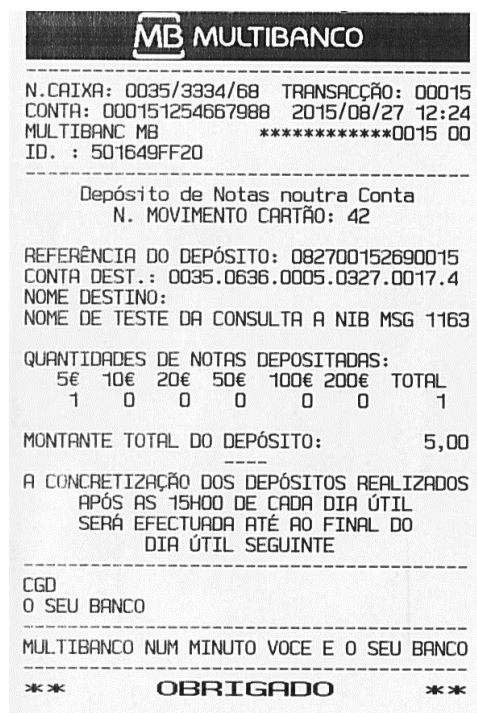 MB MULTIBANCO
N.CAIXA: 0035/3334/68 TRANSACÇÃO: 00015
CONTA: 000151254667988 2015/08/27 12:24
MULTIBANC MB ************0015 00
ID. : 501649FF20
Depósito de Notas noutra Conta
N. MOVIMENTO CARTÃO: 42
REFERÊNCIA DO DEPÓSITO: 082700152690015
CONTA DEST.: 0035.0636.0005.0327.0017.4
NOME DESTINO:
NOME DE TESTE DA CONSULTA A NIB MSG 1163
QUANTIDADES DE NOTAS DEPOSITADAS:
5€ 10€ 20€ 50€ 100€ 200€ TOTAL
1 0 0 0 0 0 1
MONTANTE TOTAL DO DEPÓSITO: 5,00
----
A CONCRETIZAÇÃO DOS DEPÓSITOS REALIZADOS
APÓS AS 15H00 DE CADA DIA ÚTIL
SERÁ EFECTUADA ATÉ AO FINAL DO
DIA ÚTIL SEGUINTE
CGD
O SEU BANCO
MULTIBANCO NUM MINUTO VOCE E O SEU BANCO
** OBRIGADO **